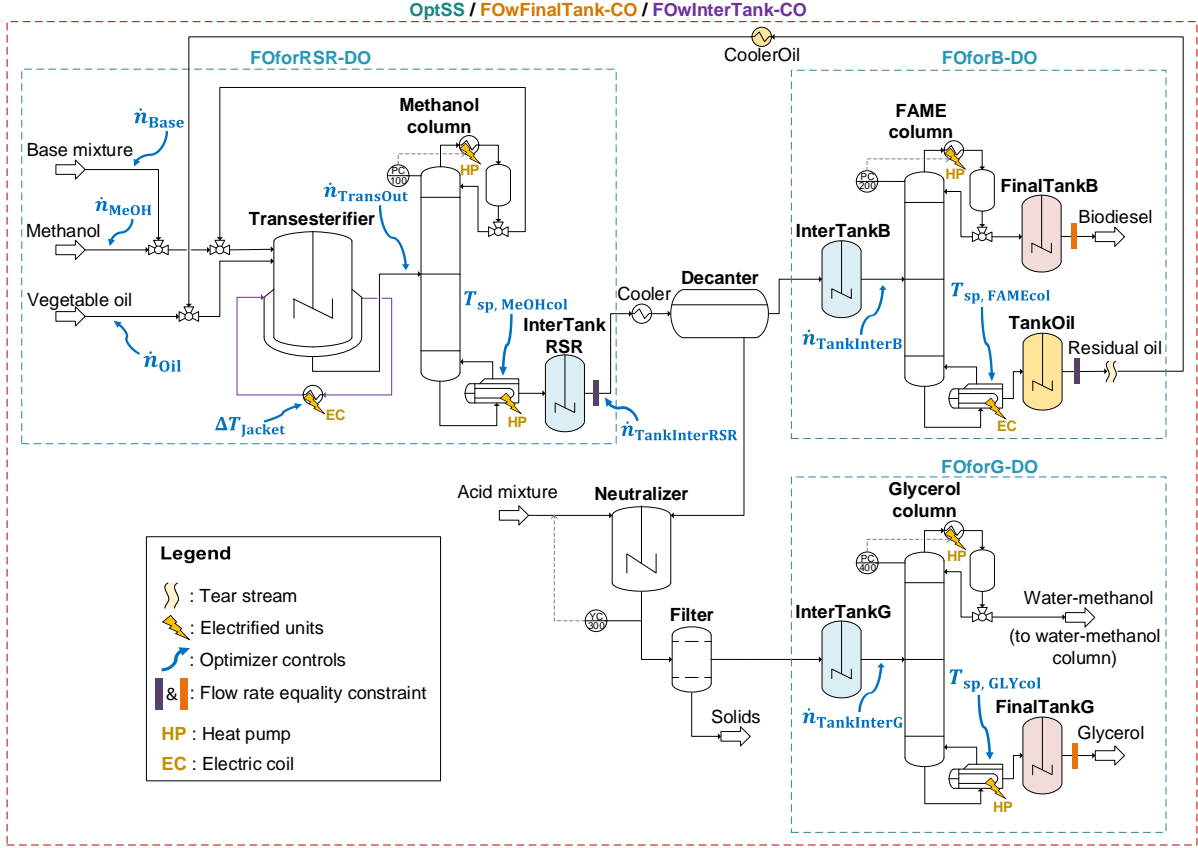 OptSS / FOwFinalTank-CO / FOwInterTank-CO
CoolerOil
FOforRSR-DO
FOforB-DO
ṅBase
Base mixture
ṅMeOH
Methanol
Vegetable oil
ṅOil
Transesterifier
ΔTJacket
EC
Methanol
column
HP
PC
100
ṅTransOut
Tsp, MeOHcol
InterTank
RSR
HP
ṅTankInterRSR
Cooler
Decanter
InterTankB
ṅTankInterB
FAME
column
HP
PC
200
FinalTankB
Biodiesel
Tsp, FAMEcol
TankOil
Residual oil
EC
Acid mixture
Neutralizer
YC
300
Filter
Solids
FOforG-DO
Glycerol
column
HP
PC
400
InterTankG
ṅTankInterG
Water-methanol
(to water-methanol
column)
Tsp, GLYcol
FinalTankG
Glycerol
HP
Legend
: Tear stream
: Electrified units
: Optimizer controls
& : Flow rate equality constraint
HP : Heat pump
EC : Electric coil